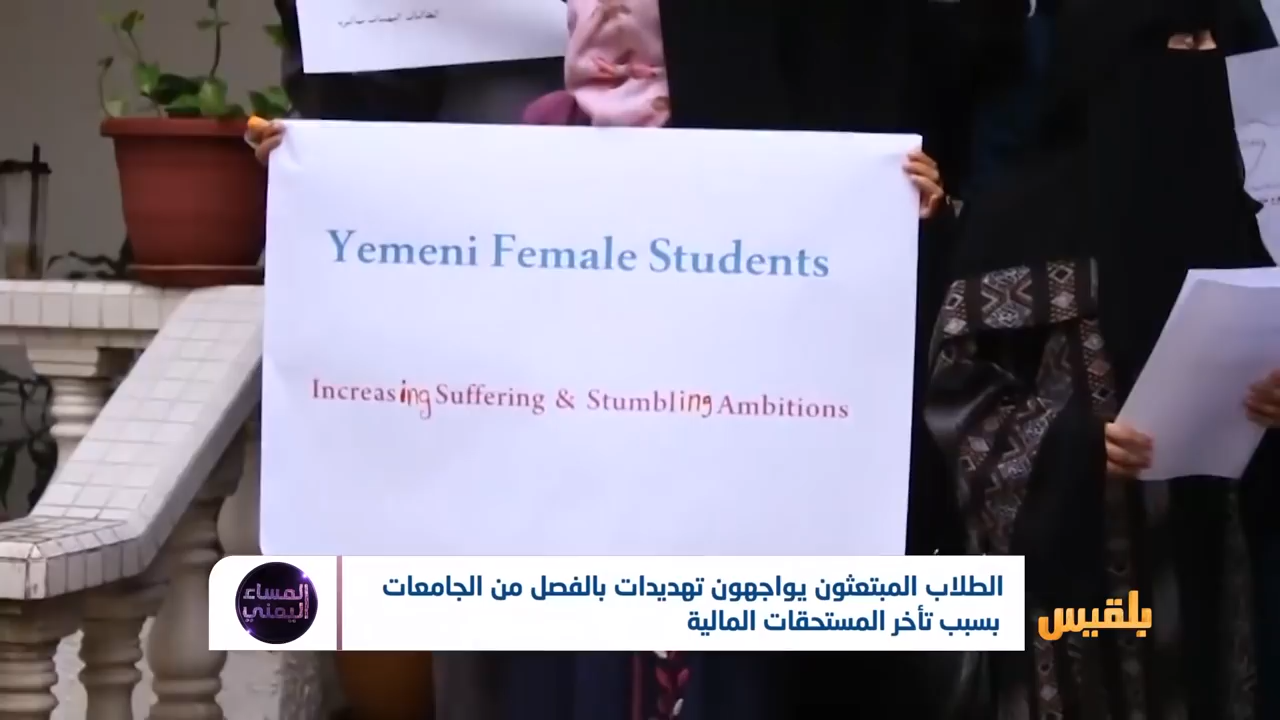 Yemeni Female Students
Increasing Suffering & Stumbling Ambitions
الطلاب المبتعثون يواجهون تهديدات بالفصل من الجامعات
بسبب تأخر المستحقات المالية
المساء
اليمني
بلقيس